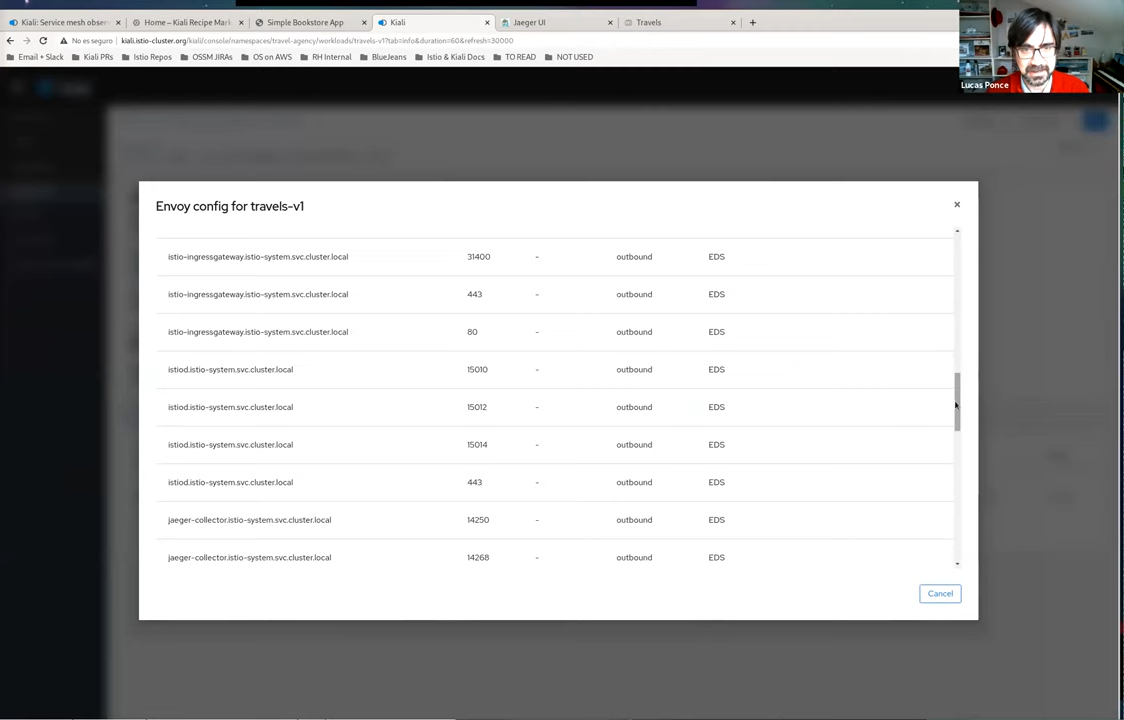 Kiali: Service mesh observ
Home – Kiali Recipe Mark
Simple Bookstore App
Kiali
Jaeger UI
Travels
No es seguro
kiali.istio-cluster.org/kiali/console/namespaces/travel-agency/workloads/travels-v1?tab=info&duration=60&refresh=30000
Email + Slack Kiali PRs Istio Repos OSSM JIRAs OS on AWS RH Internal BlueJeans Istio & Kiali Docs TO READ NOT USED
Lucas Ponce
Envoy config for travels-v1
istio-ingressgateway.istio-system.svc.cluster.local 31400 - outbound EDS
istio-ingressgateway.istio-system.svc.cluster.local 443 - outbound EDS
istio-ingressgateway.istio-system.svc.cluster.local 80 - outbound EDS
istiod.istio-system.svc.cluster.local 15010 - outbound EDS
istiod.istio-system.svc.cluster.local 15012 - outbound EDS
istiod.istio-system.svc.cluster.local 15014 - outbound EDS
istiod.istio-system.svc.cluster.local 443 - outbound EDS
jaeger-collector.istio-system.svc.cluster.local 14250 - outbound EDS
jaeger-collector.istio-system.svc.cluster.local 14268 - outbound EDS
Cancel